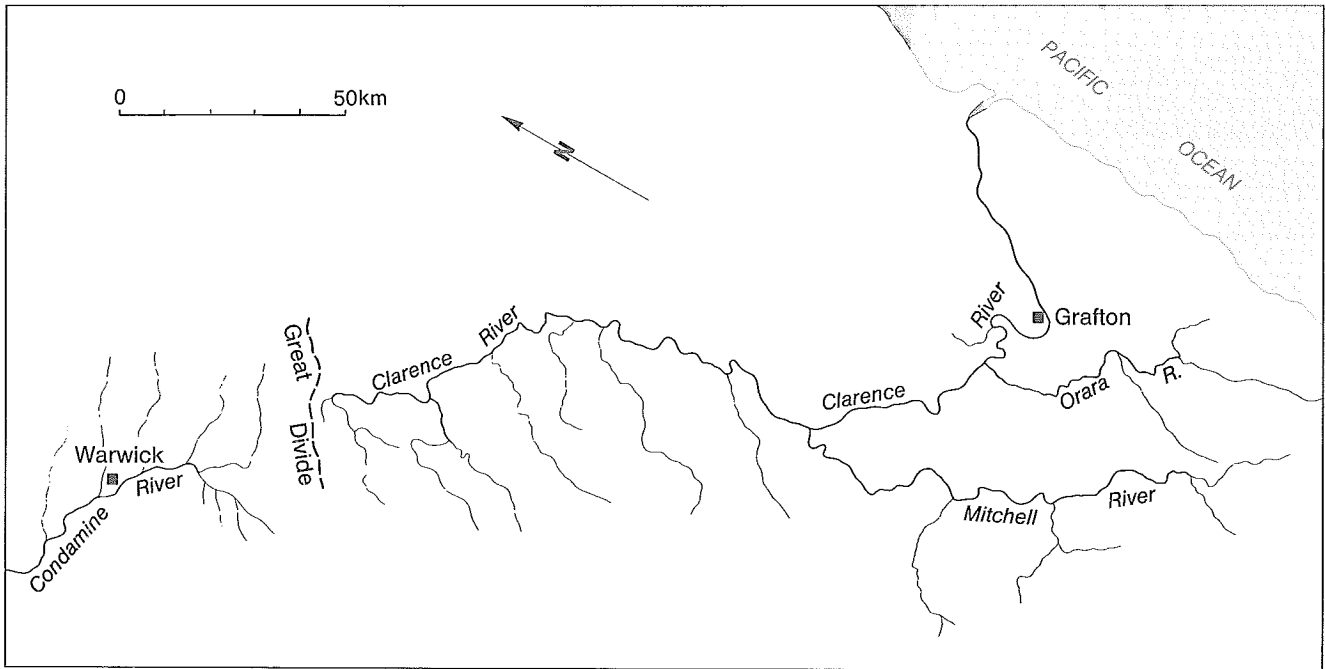 PACIFIC
OCEAN
0 50km
N
River
Grafton
Great
Divide
Clarence
River
Clarence
Orara
R.
Warwick
River
Condamine
Mitchell
River